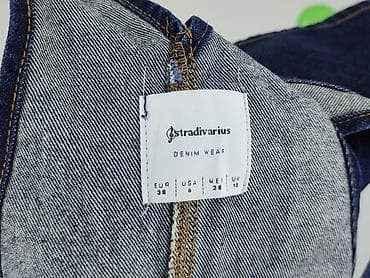 stradivarius
DENIM WEAR
EUR USA MEX UK
38 6 28 10